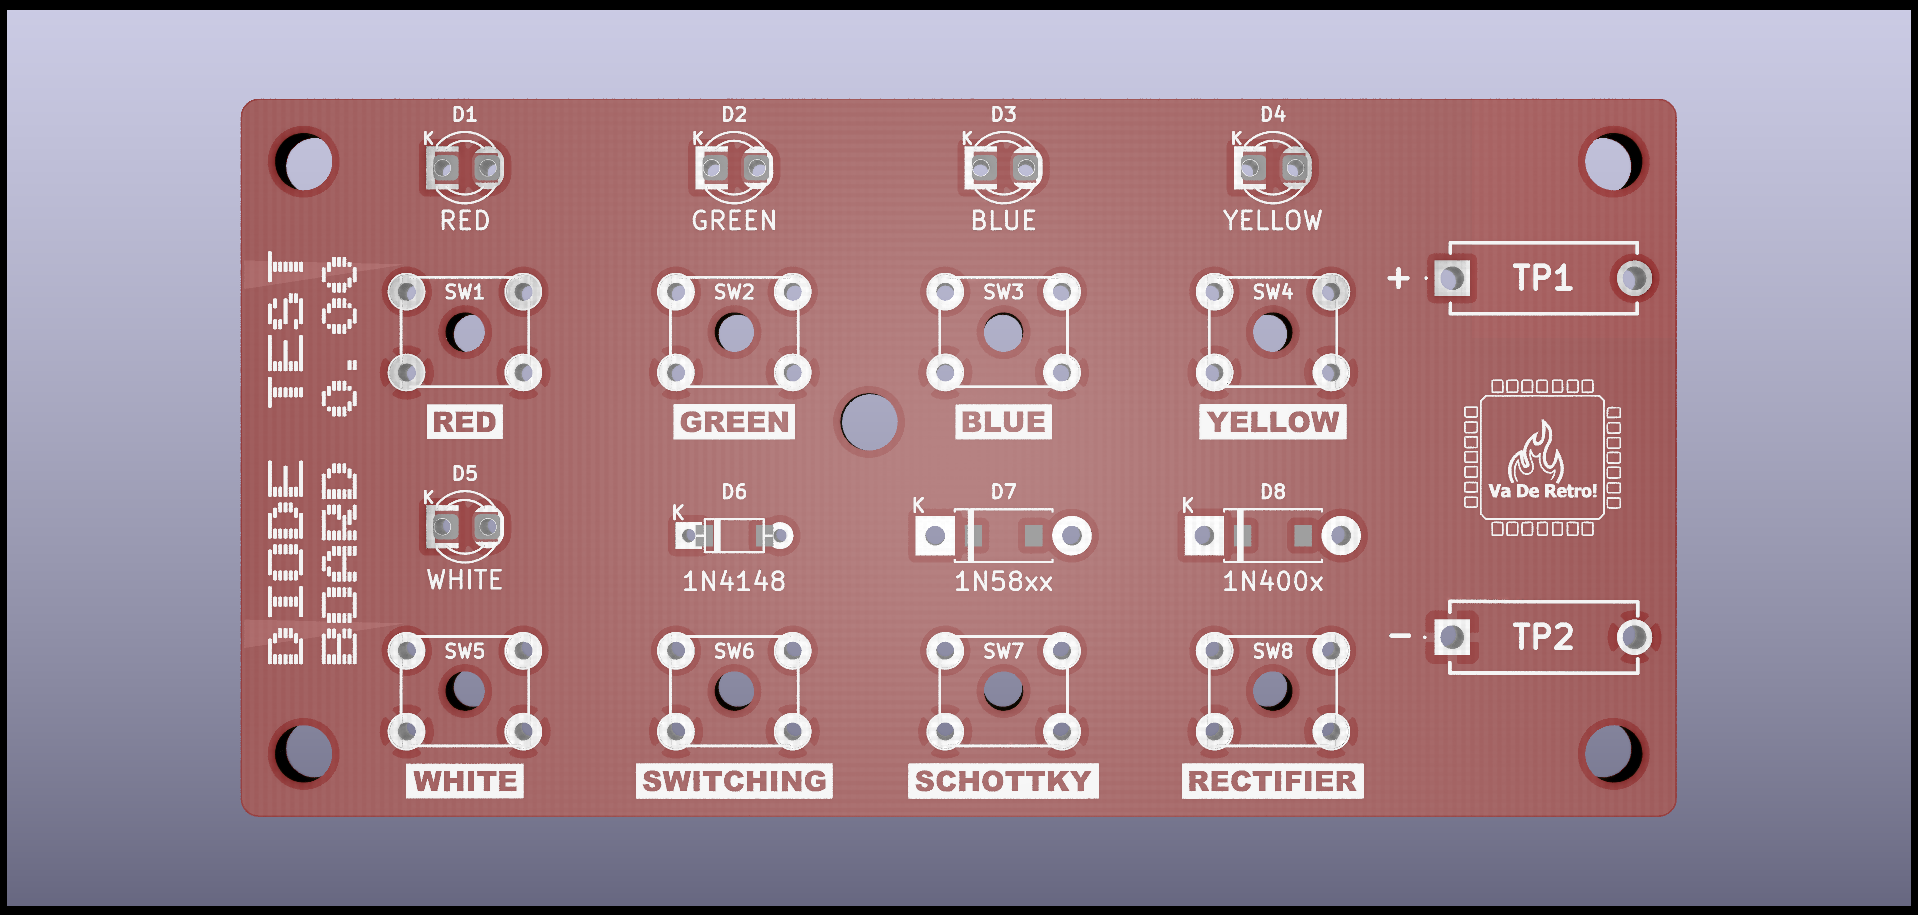 D1
D2
D3
D4
K
K
K
K
RED
GREEN
BLUE
YELLOW
DIODE TEST
BOARD 0.0Q
SW1
SW2
SW3
SW4
+
TP1
RED
GREEN
BLUE
YELLOW
Va De Retro!
D5
D6
D7
D8
K
K
K
K
WHITE
1N4148
1N58xx
1N400x
SW5
SW6
SW7
SW8
-
TP2
WHITE
SWITCHING
SCHOTTKY
RECTIFIER